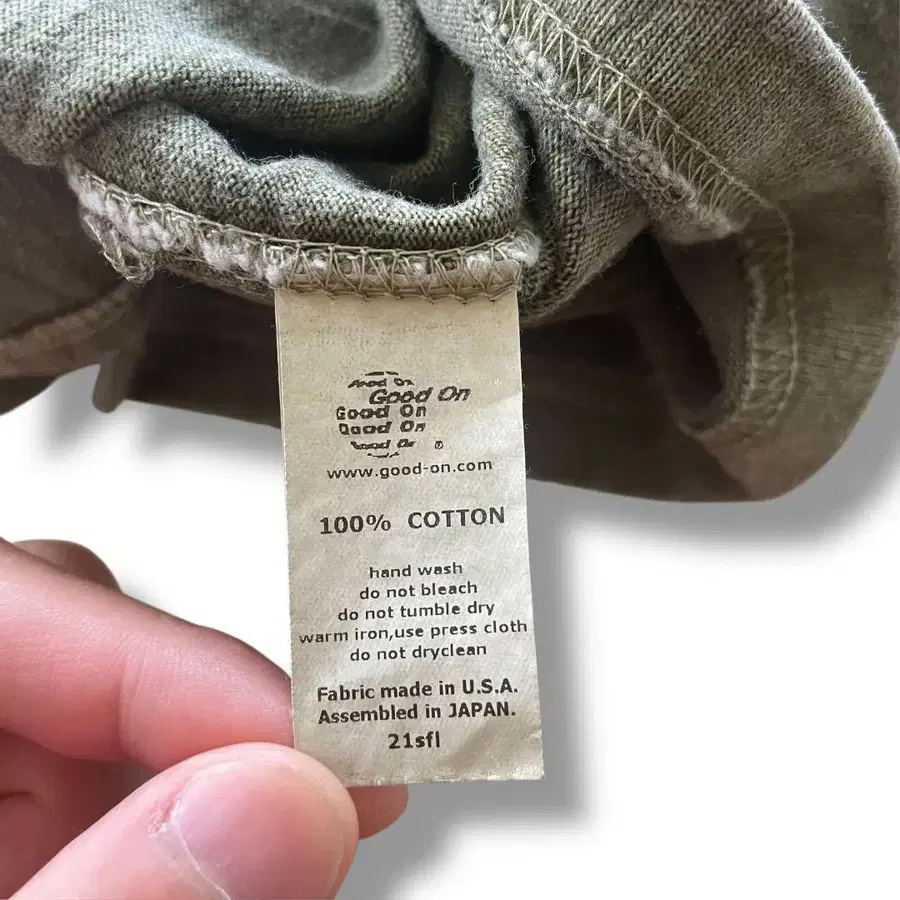 Good On
Good On
Good On
Good On
Good On ®
www.good-on.com
100% COTTON
hand wash
do not bleach
do not tumble dry
warm iron,use press cloth
do not dryclean
Fabric made in U.S.A.
Assembled in JAPAN.
21sfl